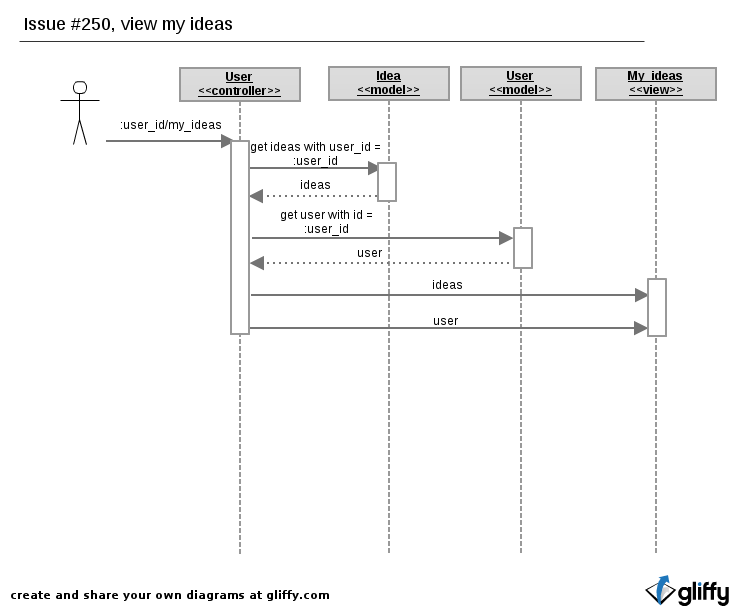 Issue #250, view my ideas
User
<<controller>>
Idea
<<model>>
User
<<model>>
My_ideas
<<view>>
:user_id/my_ideas
get ideas with user_id =
:user_id
ideas
get user with id =
:user_id
user
ideas
user
create and share your own diagrams at gliffy.com
gliffy